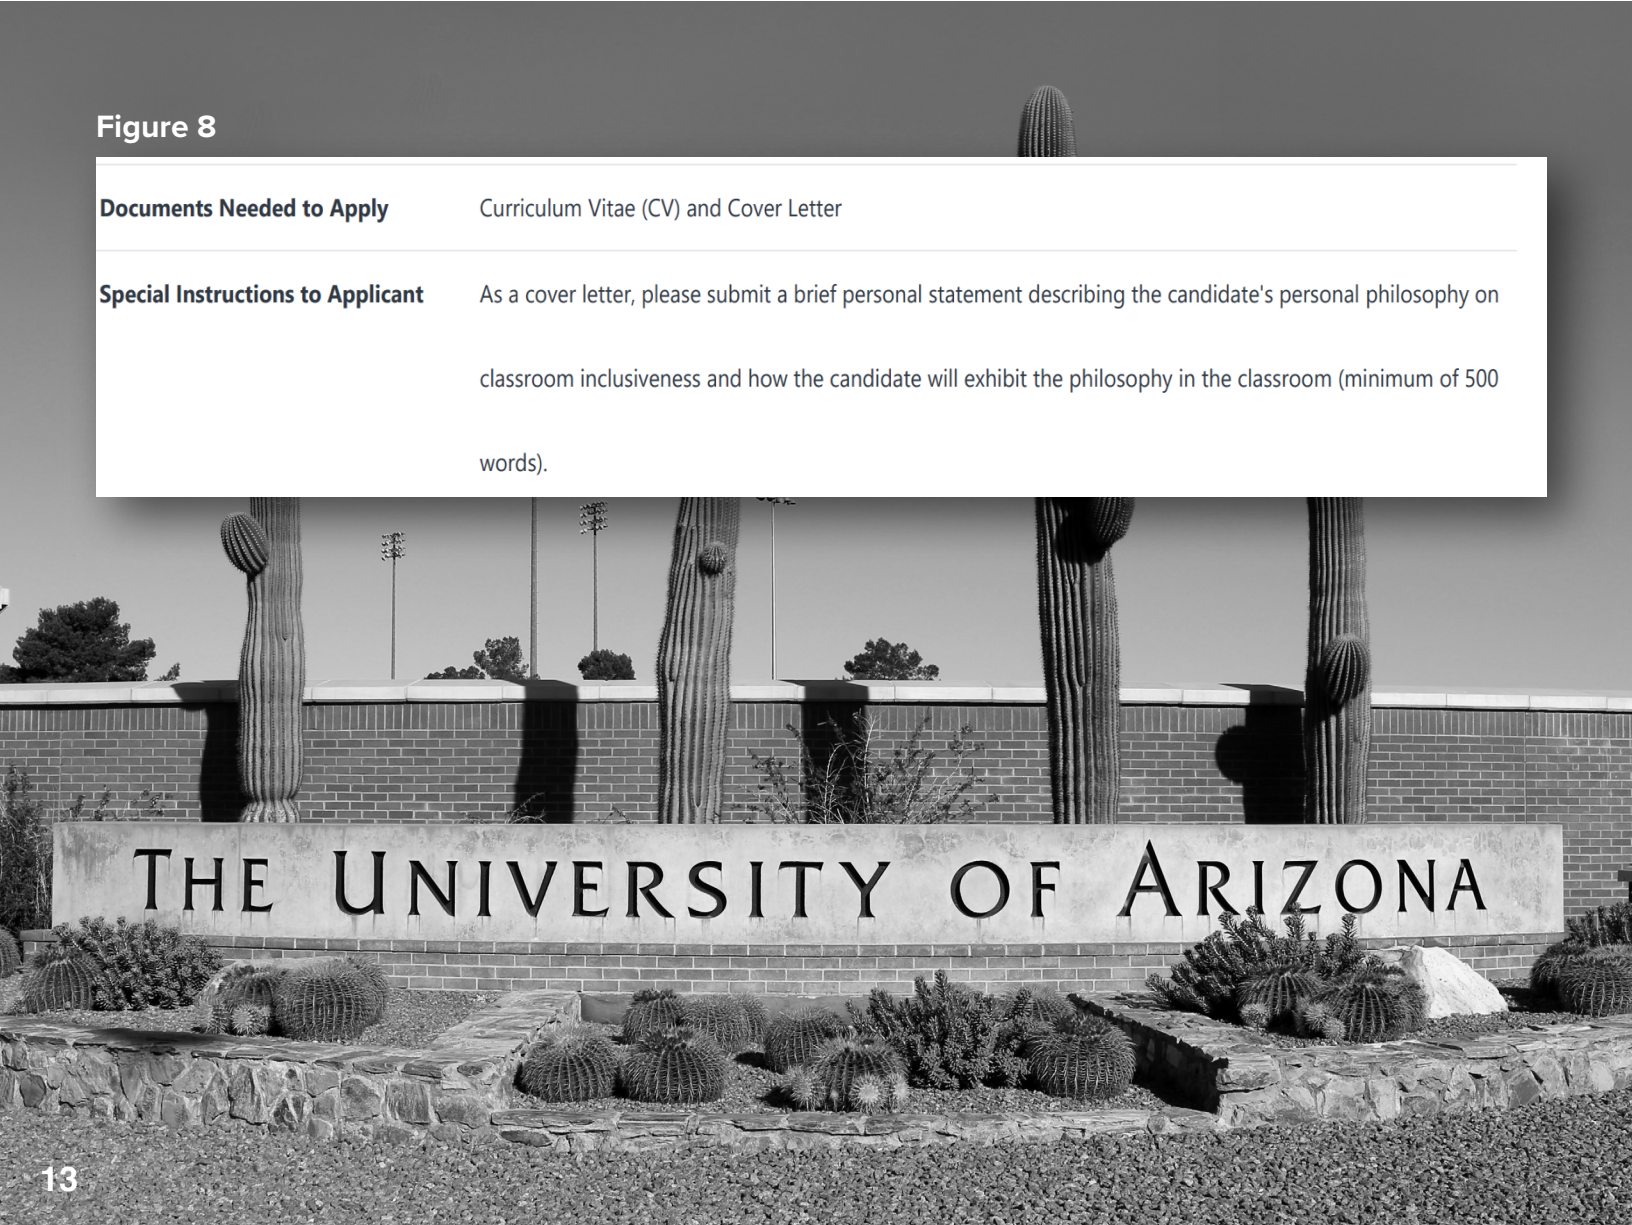 Figure 8
Documents Needed to Apply
Curriculum Vitae (CV) and Cover Letter
Special Instructions to Applicant
As a cover letter, please submit a brief personal statement describing the candidate's personal philosophy on
classroom inclusiveness and how the candidate will exhibit the philosophy in the classroom (minimum of 500
words).
THE UNIVERSITY OF ARIZONA
13